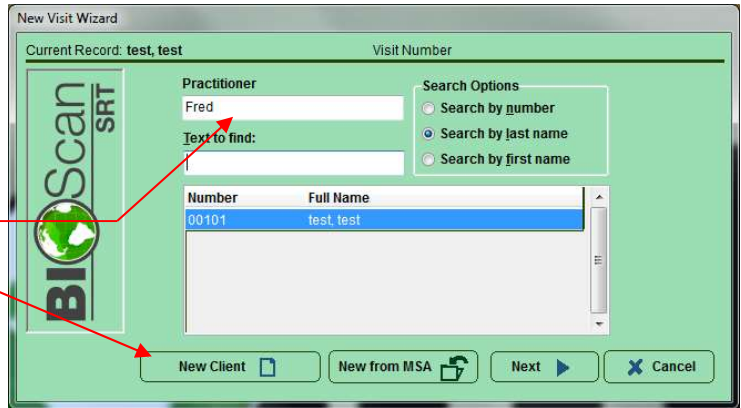 New Visit Wizard
Current Record: test, test Visit Number
BIOScan
SRT
Practitioner
Fred
Text to find:
Search Options
Search by number
Search by last name
Search by first name
Number Full Name
00101 test, test
New Client New from MSA Next Cancel